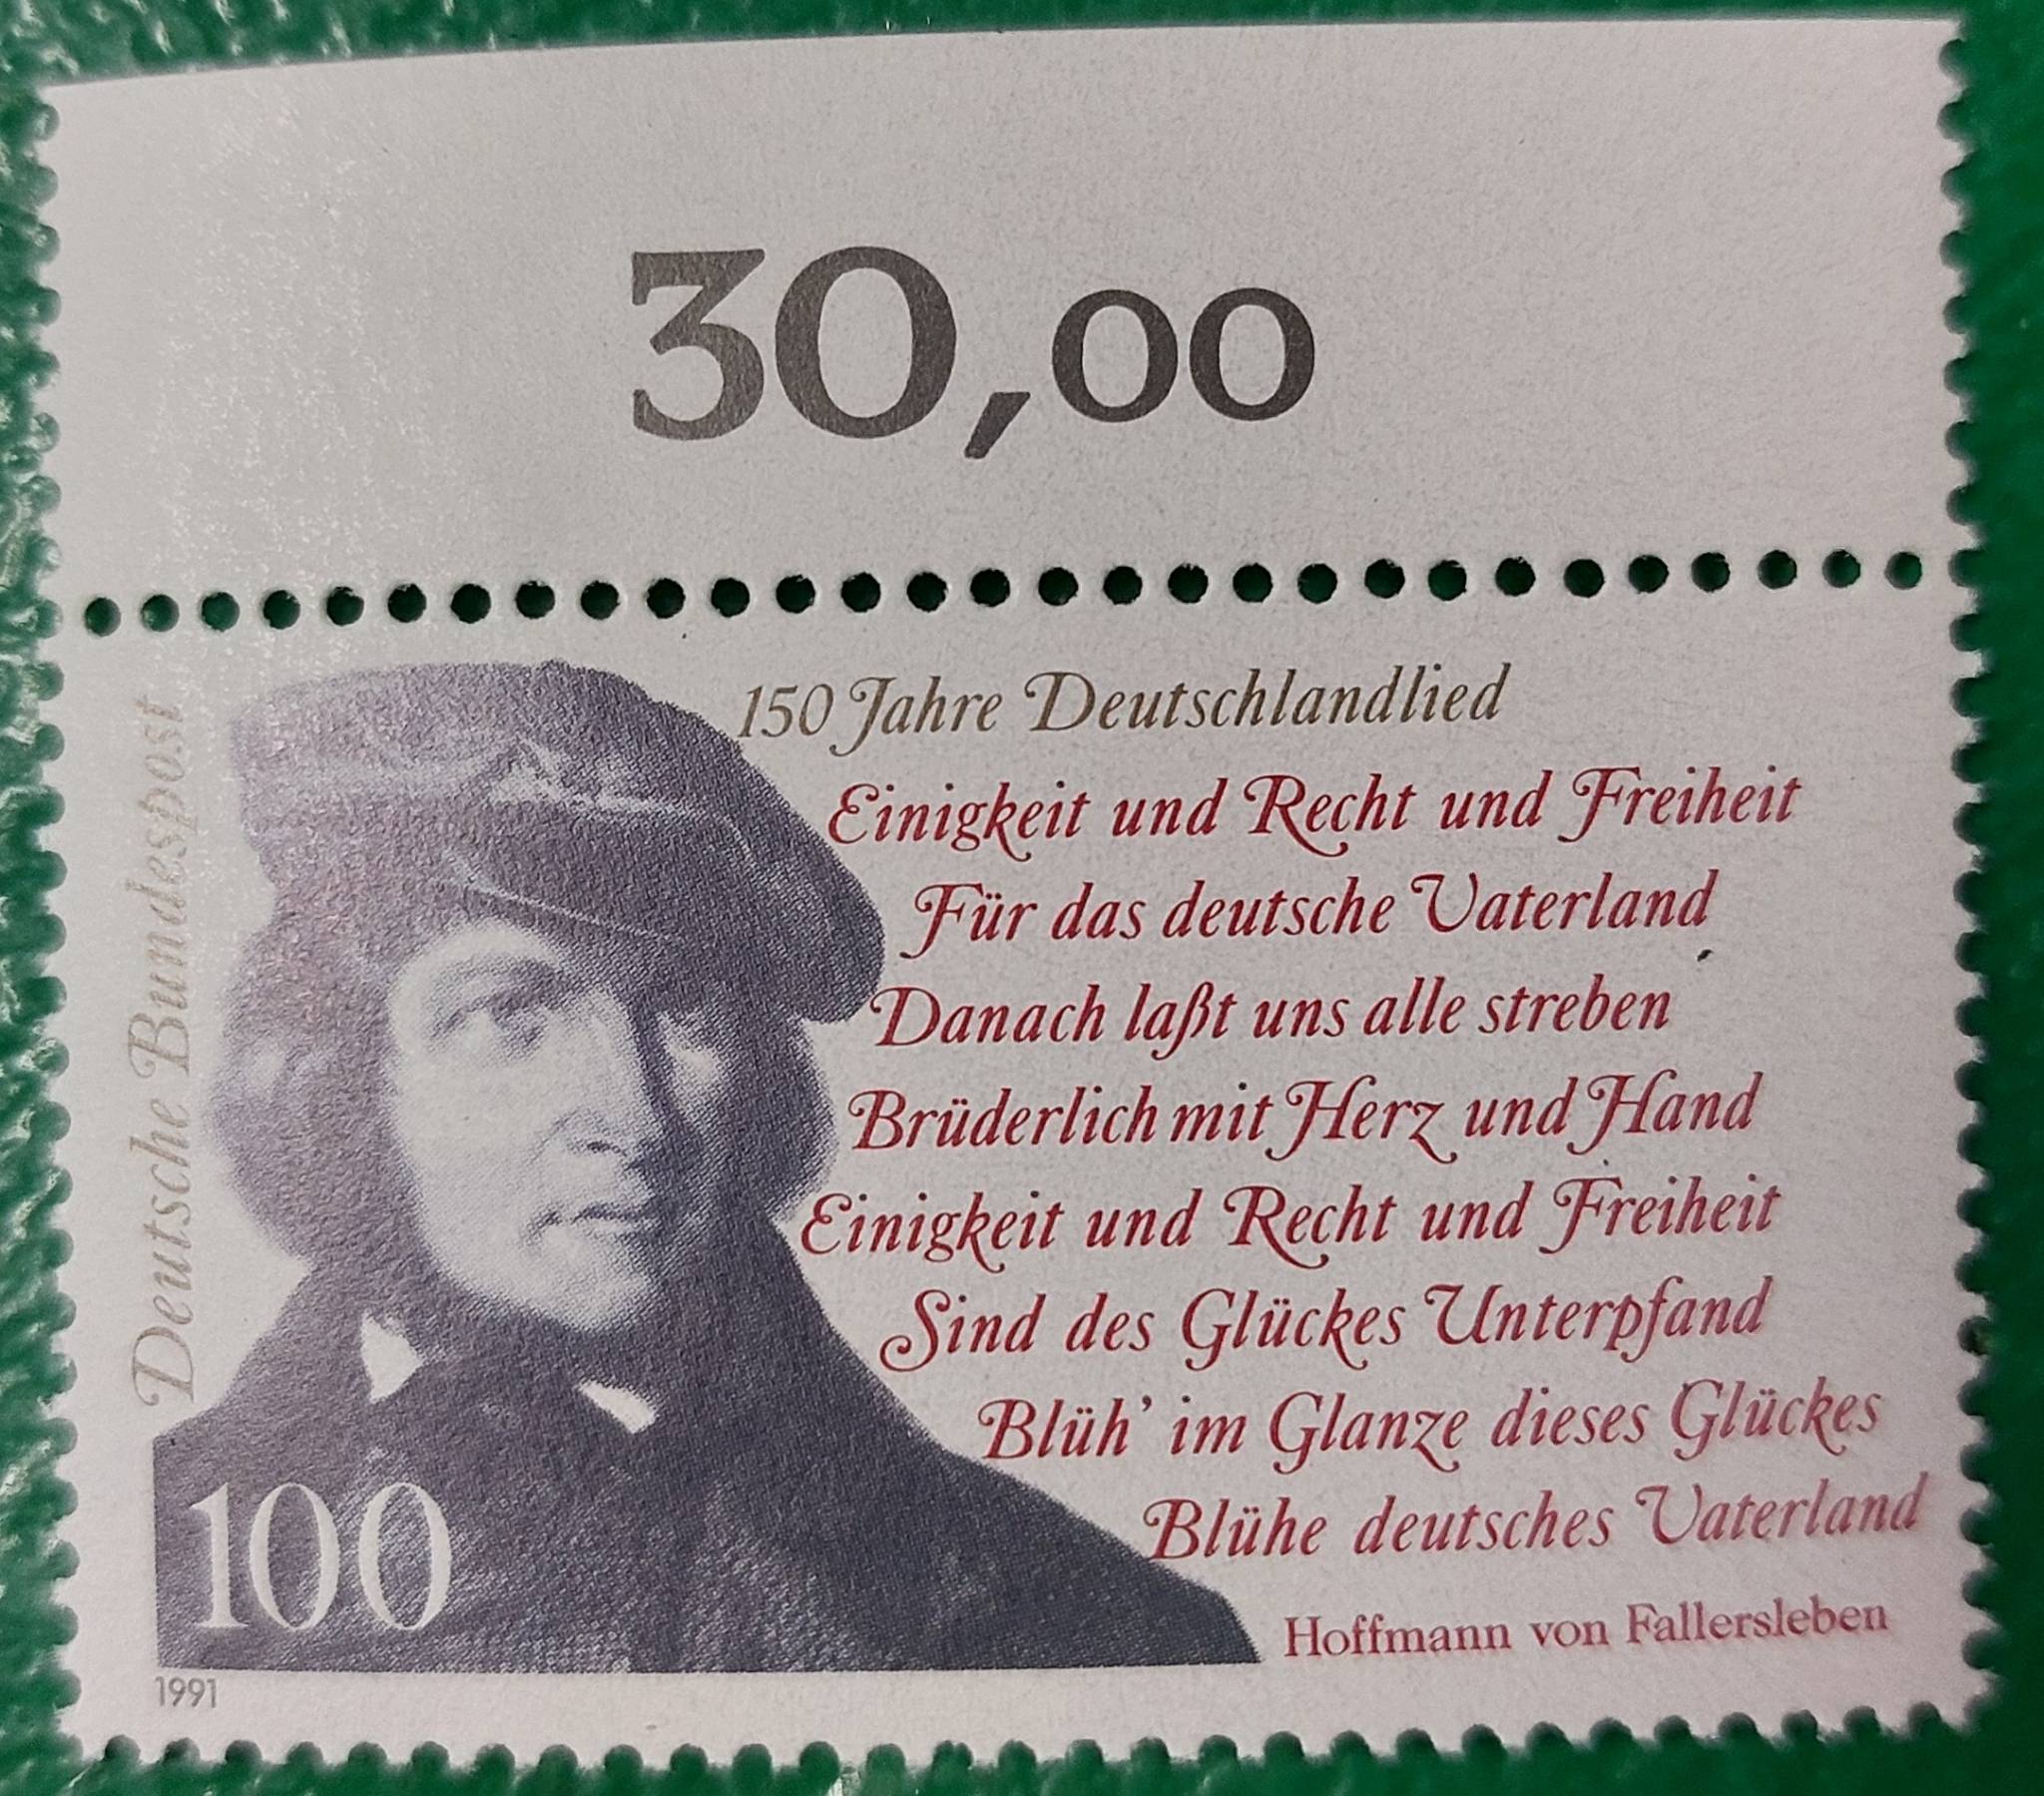 30,00
150 Jahre Deutschlandlied
Einigkeit und Recht und Freiheit
Für das deutsche Vaterland
Danach laßt uns alle streben
Brüderlich mit Herz und Hand
Einigkeit und Recht und Freiheit
Sind des Glückes Unterpfand
Blüh' im Glanze dieses Glückes
Blühe deutsches Vaterland
Hoffmann von Fallersleben
Deutsche Bundespost
100
1991